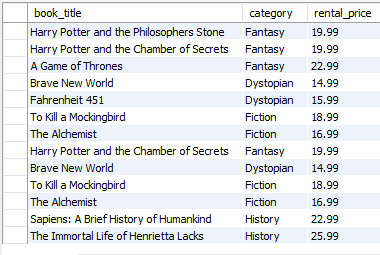 book_title category rental_price
Harry Potter and the Philosophers Stone Fantasy 19.99
Harry Potter and the Chamber of Secrets Fantasy 19.99
A Game of Thrones Fantasy 22.99
Brave New World Dystopian 14.99
Fahrenheit 451 Dystopian 15.99
To Kill a Mockingbird Fiction 18.99
The Alchemist Fiction 16.99
Harry Potter and the Chamber of Secrets Fantasy 19.99
Brave New World Dystopian 14.99
To Kill a Mockingbird Fiction 18.99
The Alchemist Fiction 16.99
Sapiens: A Brief History of Humankind History 22.99
The Immortal Life of Henrietta Lacks History 25.99